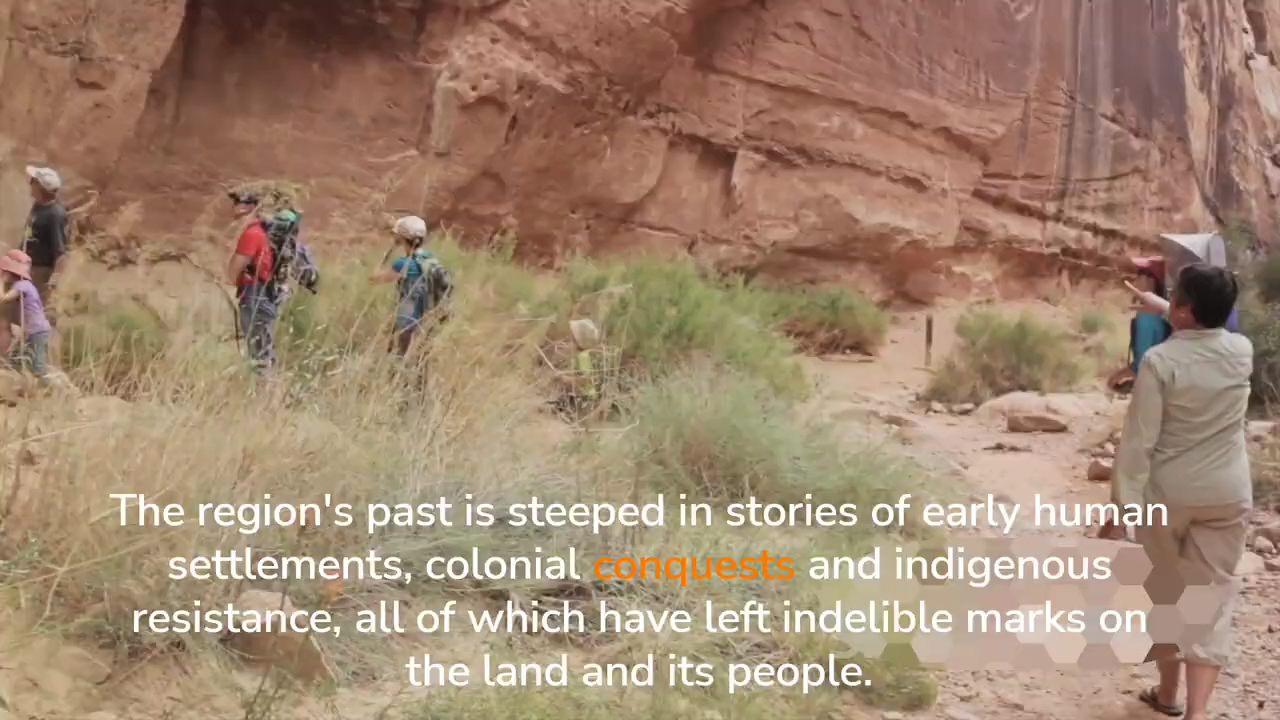 The region's past is steeped in stories of early human
settlements, colonial conquests and indigenous
resistance, all of which have left indelible marks on
the land and its people.